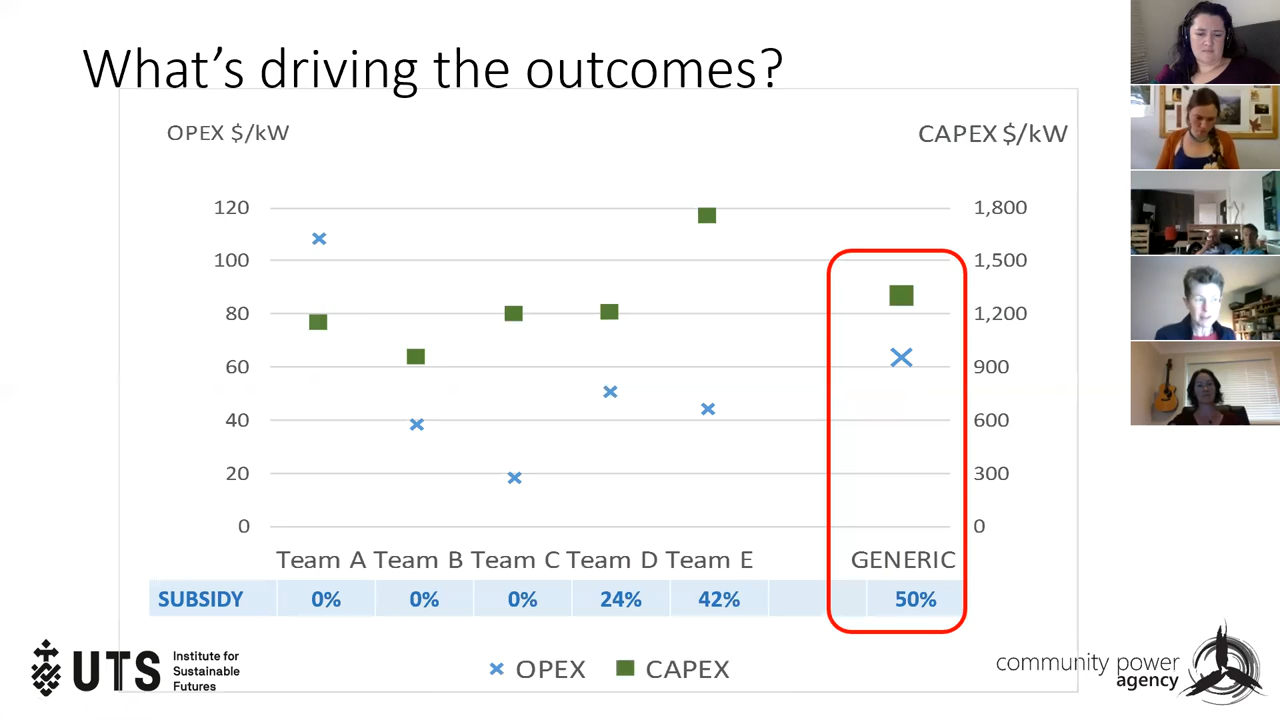 What's driving the outcomes?
OPEX $/kW
CAPEX $/kW
120
1,800
100
1,500
80
1,200
60
900
40
600
20
300
0
0
Team A Team B Team C Team D Team E GENERIC
SUBSIDY 0% 0% 0% 24% 42% 50%
OPEX CAPEX
UTS
Institute for
Sustainable
Futures
community power
agency